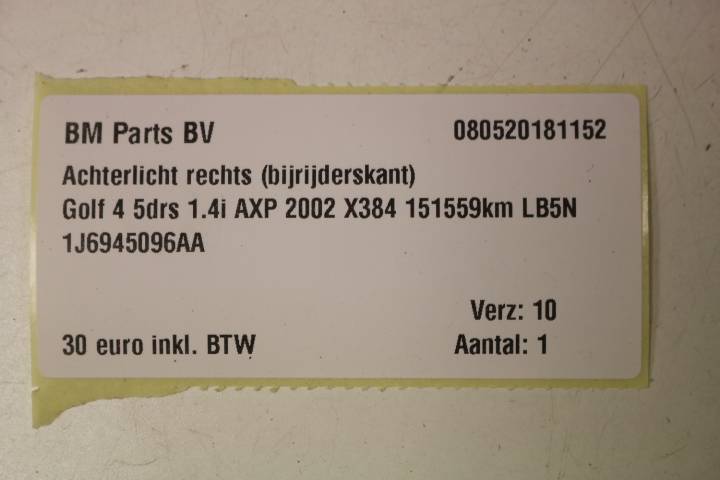 BM Parts BV 080520181152
Achterlicht rechts (bijrijderskant)
Golf 4 5drs 1.4i AXP 2002 X384 151559km LB5N
1J6945096AA
Verz: 10
30 euro inkl. BTW Aantal: 1